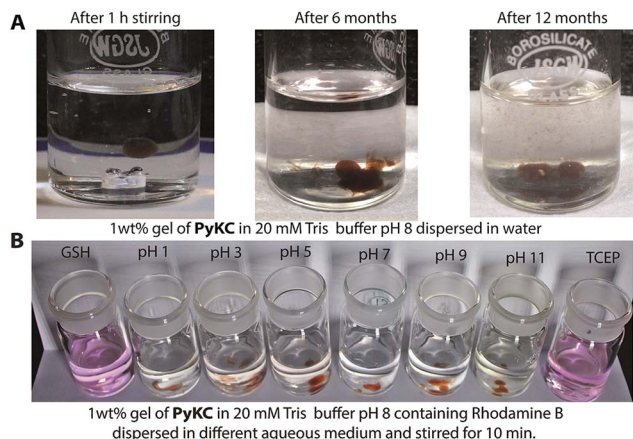 A
After 1 h stirring
After 6 months
After 12 months
JSGW
BOROSILICATE
JSGW
1wt% gel of PyKC in 20 mM Tris buffer pH 8 dispersed in water
B
GSH
pH 1
pH 3
pH 5
pH 7
pH 9
pH 11
TCEP
1wt% gel of PyKC in 20 mM Tris buffer pH 8 containing Rhodamine B
dispersed in different aqueous medium and stirred for 10 min.